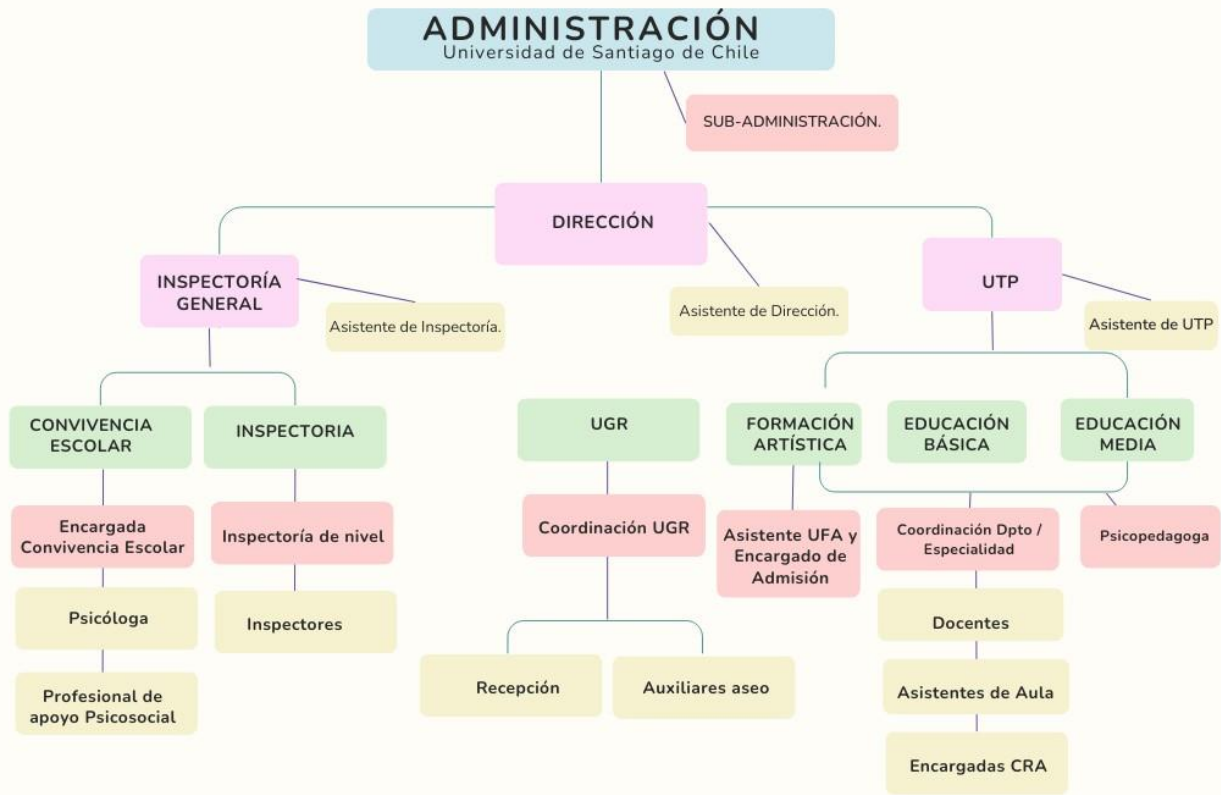 ADMINISTRACIÓN
Universidad de Santiago de Chile
SUB-ADMINISTRACIÓN.
DIRECCIÓN
INSPECTORÍA
GENERAL
Asistente de Inspectoría.
Asistente de Dirección.
UTP
Asistente de UTP
CONVIVENCIA
ESCOLAR
INSPECTORIA
UGR
FORMACIÓN
ARTÍSTICA
EDUCACIÓN
BÁSICA
EDUCACIÓN
MEDIA
Encargada
Convivencia Escolar
Inspectoría de nivel
Coordinación UGR
Asistente UFA y
Encargado de
Admisión
Coordinación Dpto /
Especialidad
Psicopedagoga
Psicóloga
Inspectores
Docentes
Profesional de
apoyo Psicosocial
Recepción
Auxiliares aseo
Asistentes de Aula
Encargadas CRA